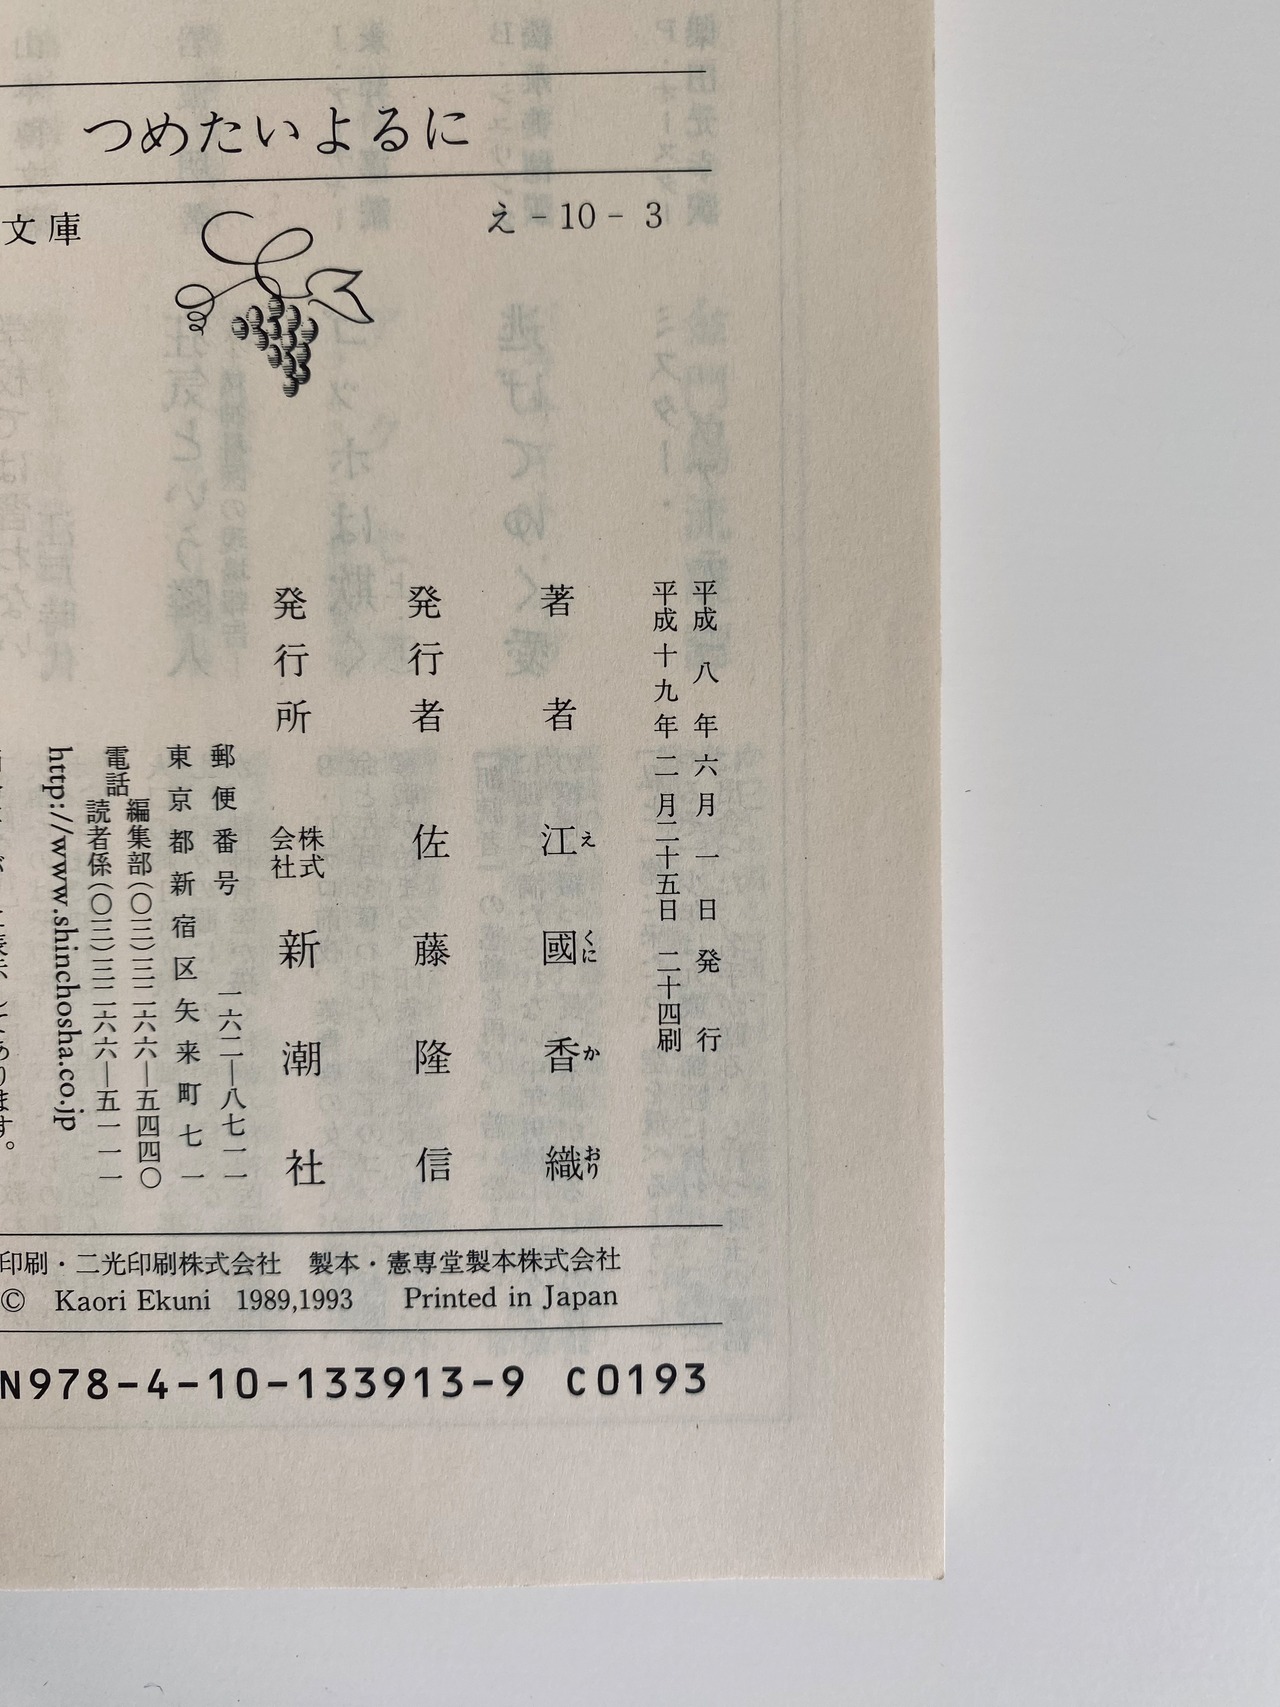 つめたいよるに
文庫
え-10-3
平成八年六月一日発行
平成十九年二月二十五日二十四刷
著者 江國香織
えくにかおり
発行者 佐藤隆信
発行所 株式会社 新潮社
郵便番号 一六二―八七一一
東京都新宿区矢来町七一
電話 編集部(〇三)三二六六―五四四〇
読者係(〇三)三二六六―五一一一
http://www.shinchosha.co.jp
印刷・二光印刷株式会社 製本・憲専堂製本株式会社
© Kaori Ekuni 1989,1993 Printed in Japan
N978-4-10-133913-9 C0193